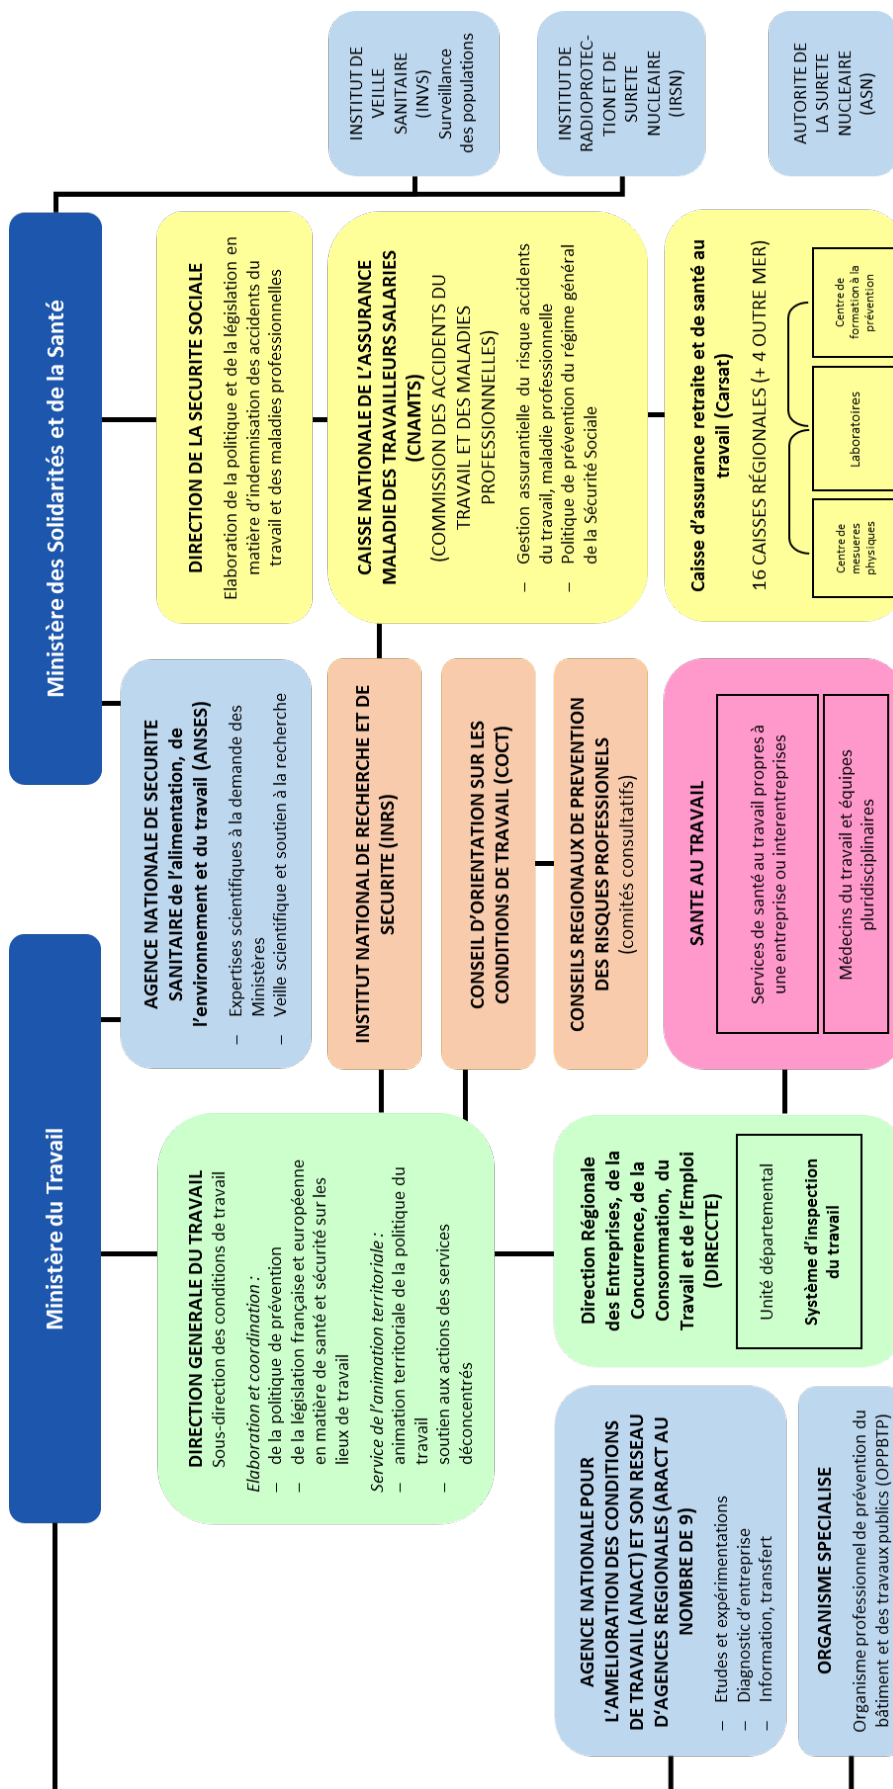 Ministère du Travail
Ministère des Solidarités et de la Santé
DIRECTION GENERALE DU TRAVAIL
Sous-direction des conditions de travail
Elaboration et coordination :
– de la politique de prévention
– de la législation française et européenne
en matière de santé et sécurité sur les
lieux de travail
Service de l'animation territoriale :
– animation territoriale de la politique du
travail
– soutien aux actions des services
déconcentrés
AGENCE NATIONALE DE SECURITE
SANITAIRE de l'alimentation, de
l'environnement et du travail (ANSES)
– Expertises scientifiques à la demande des
Ministères
– Veille scientifique et soutien à la recherche
DIRECTION DE LA SECURITE SOCIALE
Elaboration de la politique et de la législation en
matière d'indemnisation des accidents du
travail et des maladies professionnelles
INSTITUT DE
VEILLE
SANITAIRE
(INVS)
Surveillance
des populations
INSTITUT NATIONAL DE RECHERCHE ET DE
SECURITE (INRS)
CAISSE NATIONALE DE L'ASSURANCE
MALADIE DES TRAVAILLEURS SALARIES
(CNAMTS)
(COMMISSION DES ACCIDENTS DU
TRAVAIL ET DES MALADIES
PROFESSIONNELLES)
– Gestion assurantielle du risque accidents
du travail, maladie professionnelle
– Politique de prévention du régime général
de la Sécurité Sociale
INSTITUT DE
RADIOPROTEC-
TION ET DE
SURETE
NUCLEAIRE
(IRSN)
CONSEIL D'ORIENTATION SUR LES
CONDITIONS DE TRAVAIL (COCT)
CONSEILS REGIONAUX DE PREVENTION
DES RISQUES PROFESSIONELS
(comités consultatifs)
AGENCE NATIONALE POUR
L'AMELIORATION DES CONDITIONS
DE TRAVAIL (ANACT) ET SON RESEAU
D'AGENCES REGIONALES (ARACT AU
NOMBRE DE 9)
– Etudes et expérimentations
– Diagnostic d'entreprise
– Information, transfert
Direction Régionale
des Entreprises, de la
Concurrence, de la
Consommation, du
Travail et de l'Emploi
(DIRECCTE)
Unité départemental
Système d'inspection
du travail
SANTE AU TRAVAIL
Services de santé au travail propres à
une entreprise ou interentreprises
Médecins du travail et équipes
pluridisciplinaires
Caisse d'assurance retraite et de santé au
travail (Carsat)
16 CAISSES RÉGIONALES (+ 4 OUTRE MER)
Centre de
mesueres
physiques
Laboratoires
Centre de
formation à la
prévention
AUTORITE DE
LA SURETE
NUCLEAIRE
(ASN)
ORGANISME SPECIALISE
Organisme professionnel de prévention du
bâtiment et des travaux publics (OPPBTP)